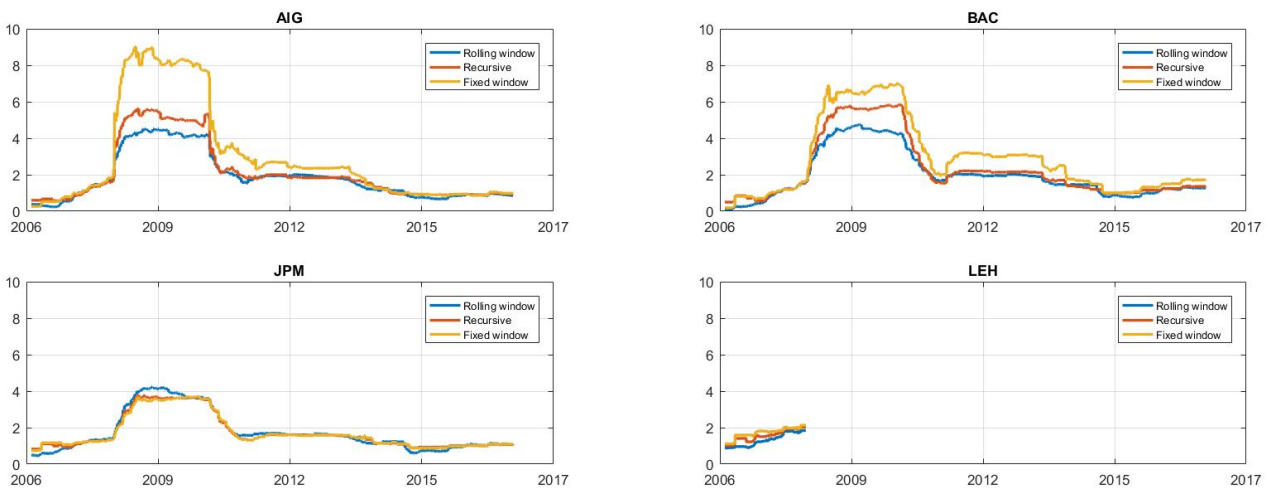 AIG
10
8
6
4
2
0
Rolling window
Recursive
Fixed window
2006
2009
2012
2015
2017
BAC
10
8
6
4
2
0
Rolling window
Recursive
Fixed window
2006
2009
2012
2015
2017
JPM
10
8
6
4
2
0
Rolling window
Recursive
Fixed window
2006
2009
2012
2015
2017
LEH
10
8
6
4
2
0
Rolling window
Recursive
Fixed window
2006
2009
2012
2015
2017